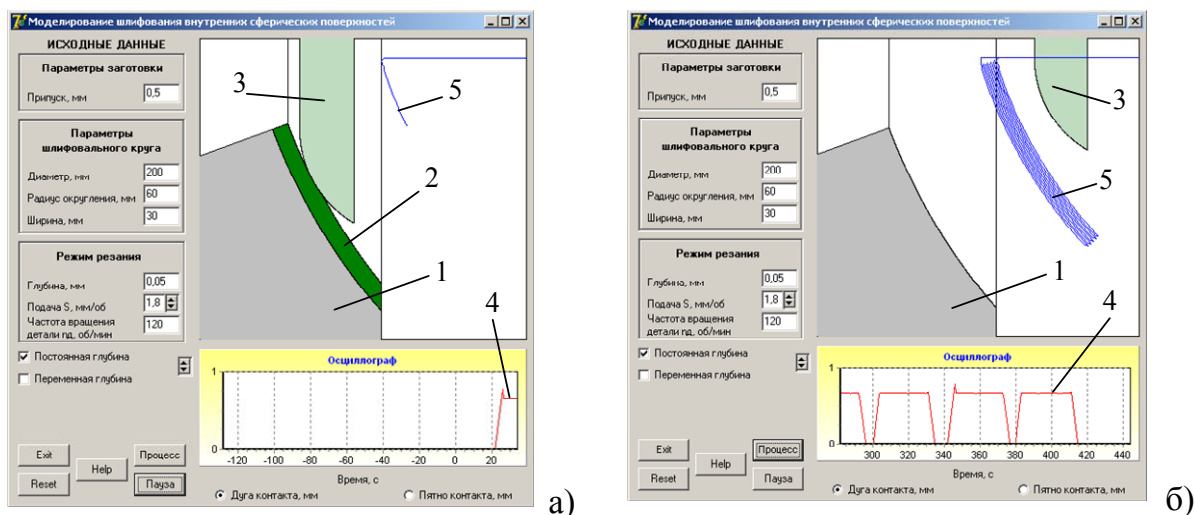 Моделирование шлифования внутренних сферических поверхностей
ИСХОДНЫЕ ДАННЫЕ
Параметры заготовки
Припуск, мм 0,5
Параметры
шлифовального круга
Диаметр, мм 200
Радиус округления, мм 60
Ширина, мм 30
Режим резания
Глубина, мм 0,05
Подача S, мм/об 1,8
Частота вращения
детали nд, об/мин 120
Постоянная глубина
Переменная глубина
Exit
Help
Процесс
Reset
Пауза
3
5
2
1
4
Осциллограф
1
0
-120 -100 -80 -60 -40 -20 0 20
Время, с
Дуга контакта, мм
Пятно контакта, мм
а)
Моделирование шлифования внутренних сферических поверхностей
ИСХОДНЫЕ ДАННЫЕ
Параметры заготовки
Припуск, мм 0,5
Параметры
шлифовального круга
Диаметр, мм 200
Радиус округления, мм 60
Ширина, мм 30
Режим резания
Глубина, мм 0,05
Подача S, мм/об 1,8
Частота вращения
детали nд, об/мин 120
Постоянная глубина
Переменная глубина
Exit
Help
Процесс
Reset
Пауза
3
5
1
4
Осциллограф
1
0
300 320 340 360 380 400 420 440
Время, с
Дуга контакта, мм
Пятно контакта, мм
б)